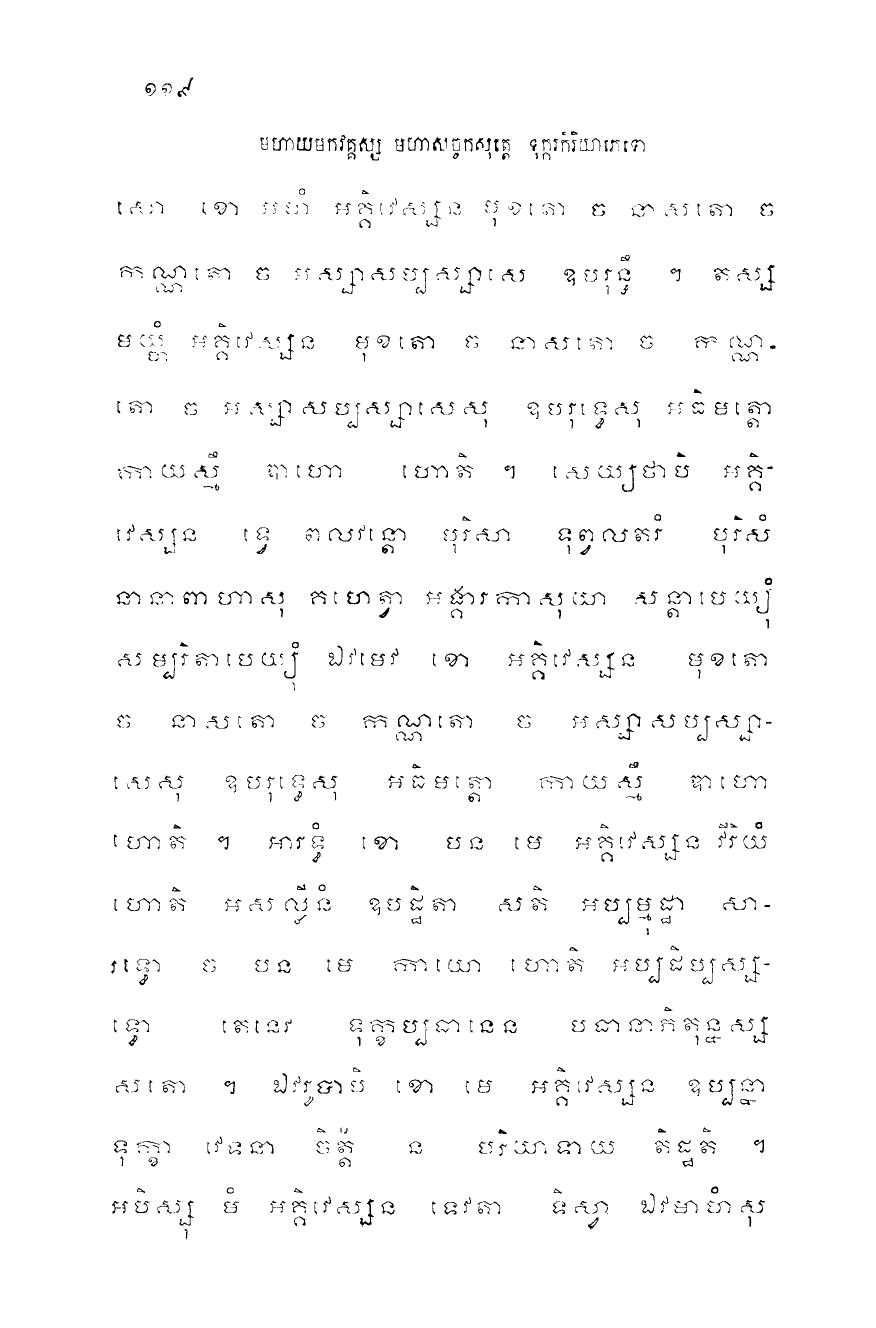 ១១៩
មហាយមកវគ្គស្ស មហាសច្ចកសុត្តេ ទុក្ករកិរិយាភេទោ
សោ ខោ អហំ អគ្គិវេស្សន មុខតោ ច នាសតោ ច
កណ្ណតោ ច អស្សាសប្បស្សាសេ ឧបរុន្ធឹ ។ តស្ស
មយ្ហំ អគ្គិវេស្សន មុខតោ ច នាសតោ ច កណ្ណ-
តោ ច អស្សាសប្បស្សាសេសុ ឧបរុទ្ធេសុ អធិមត្តោ
កាយស្មឹ ឌាហោ ហោតិ ។ សេយ្យថាបិ អគ្គិ-
វេស្សន ទ្វេ ពលវន្តោ បុរិសា ទុព្វលតរំ បុរិសំ
នានាពាហាសុ គហេត្វា អង្គារកាសុយា សន្តាបេយ្យុំ
សម្បរិតាបេយ្យុំ ឯវមេវ ខោ អគ្គិវេស្សន មុខតោ
ច នាសតោ ច កណ្ណតោ ច អស្សាសប្បស្សា-
សេសុ ឧបរុទ្ធេសុ អធិមត្តោ កាយស្មឹ ឌាហោ
ហោតិ ។ អារទ្ធំ ខោ បន មេ អគ្គិវេស្សន វីរិយំ
ហោតិ អសល្លីនំ ឧបដ្ឋិតា សតិ អប្បម្មុដ្ឋា សា-
រទ្ធោ ច បន មេ កាយោ ហោតិ អប្បដិប្បស្ស-
ទ្ធោ តេនេវ ទុក្ខប្បធានេន បធានាភិតុន្នស្ស
សតោ ។ ឯវរូបាបិ ខោ មេ អគ្គិវេស្សន ឧប្បន្នា
ទុក្ខា វេទនា ចិត្តំ ន បរិយាទាយ តិដ្ឋតិ ។
អបិស្សុ មំ អគ្គិវេស្សន ទេវតា ទិស្វា ឯវមាហំសុ